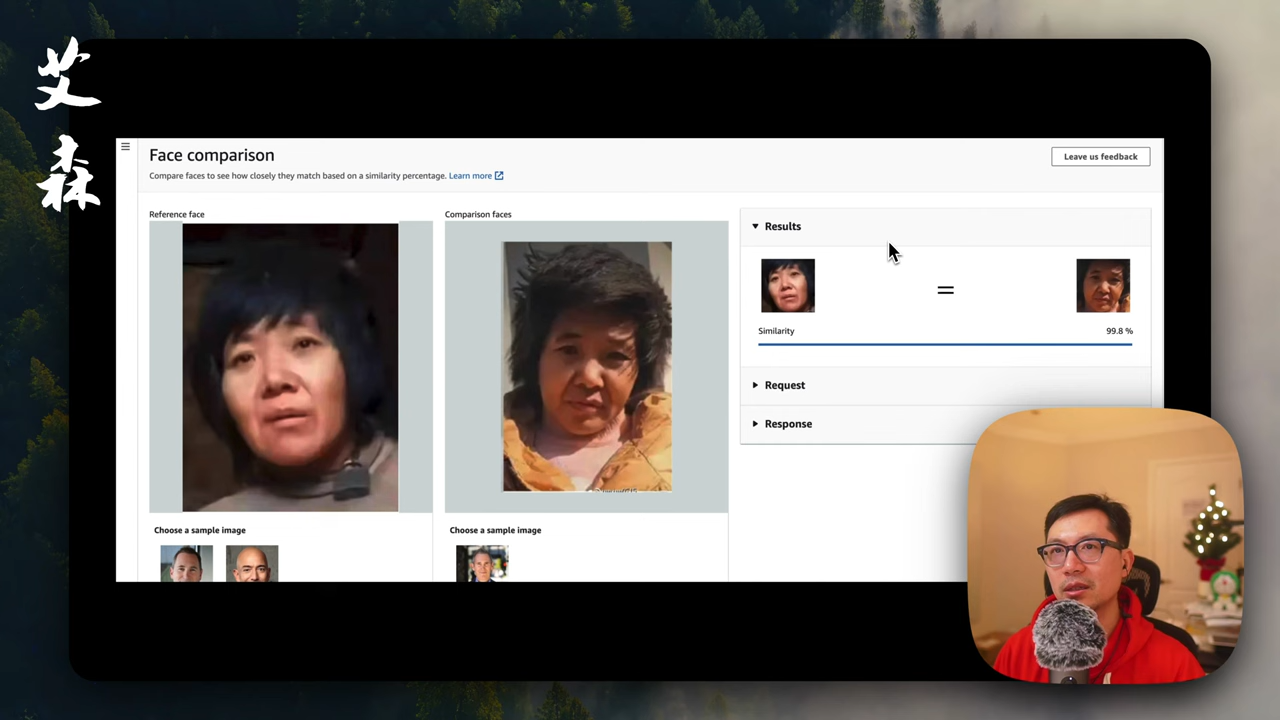 艾
森
Face comparison
Leave us feedback
Compare faces to see how closely they match based on a similarity percentage. Learn more
Reference face
Comparison faces
Results
=
Similarity
99.8 %
Request
Response
Choose a sample image
Choose a sample image